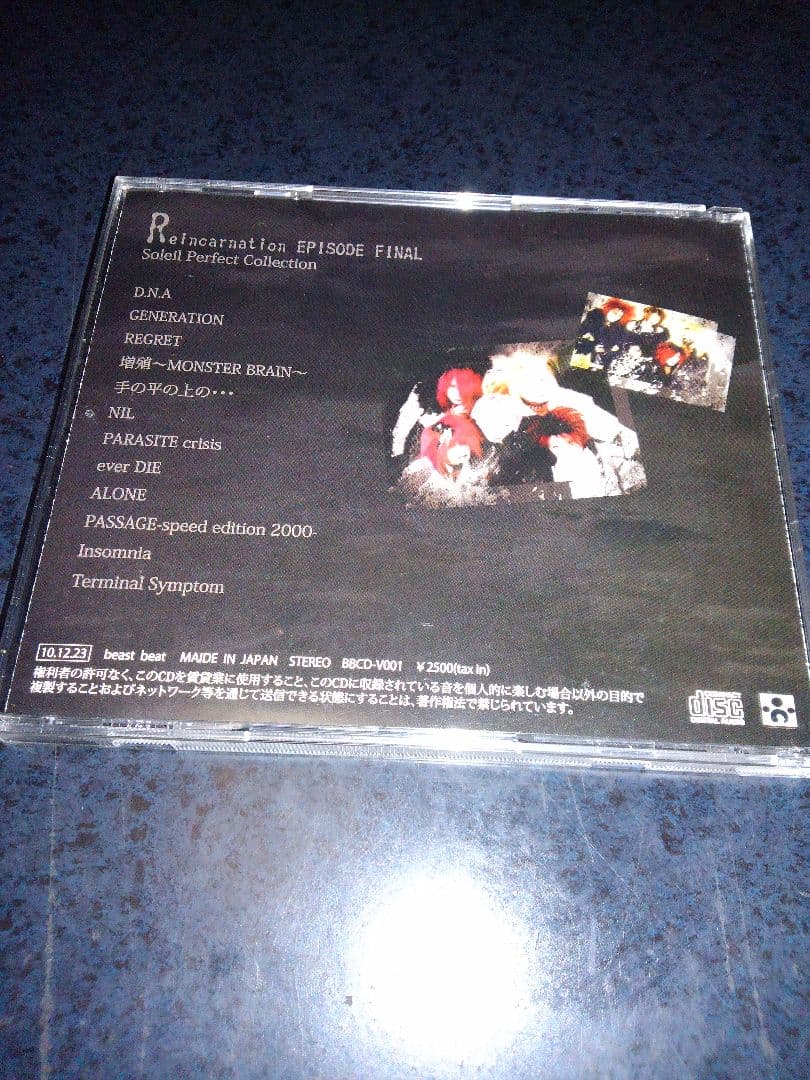 Reincarnation EPISODE FINAL
Soleil Perfect Collection
D.N.A
GENERATION
REGRET
増殖〜MONSTER BRAIN〜
手の平の上の・・・
NIL
PARASITE crisis
ever DIE
ALONE
PASSAGE-speed edition 2000-
Insomnia
Terminal Symptom
10.12.23 beast beat MAIDE IN JAPAN STEREO BBCD-V001 ¥2500(tax in)
権利者の許可なく、このCDを賃貸業に使用すること、このCDに収録されている音を個人的に楽しむ場合以外の目的で
複製することおよびネットワーク等を通じて送信できる状態にすることは、著作権法で禁じられています。
disc
DIGITAL AUDIO